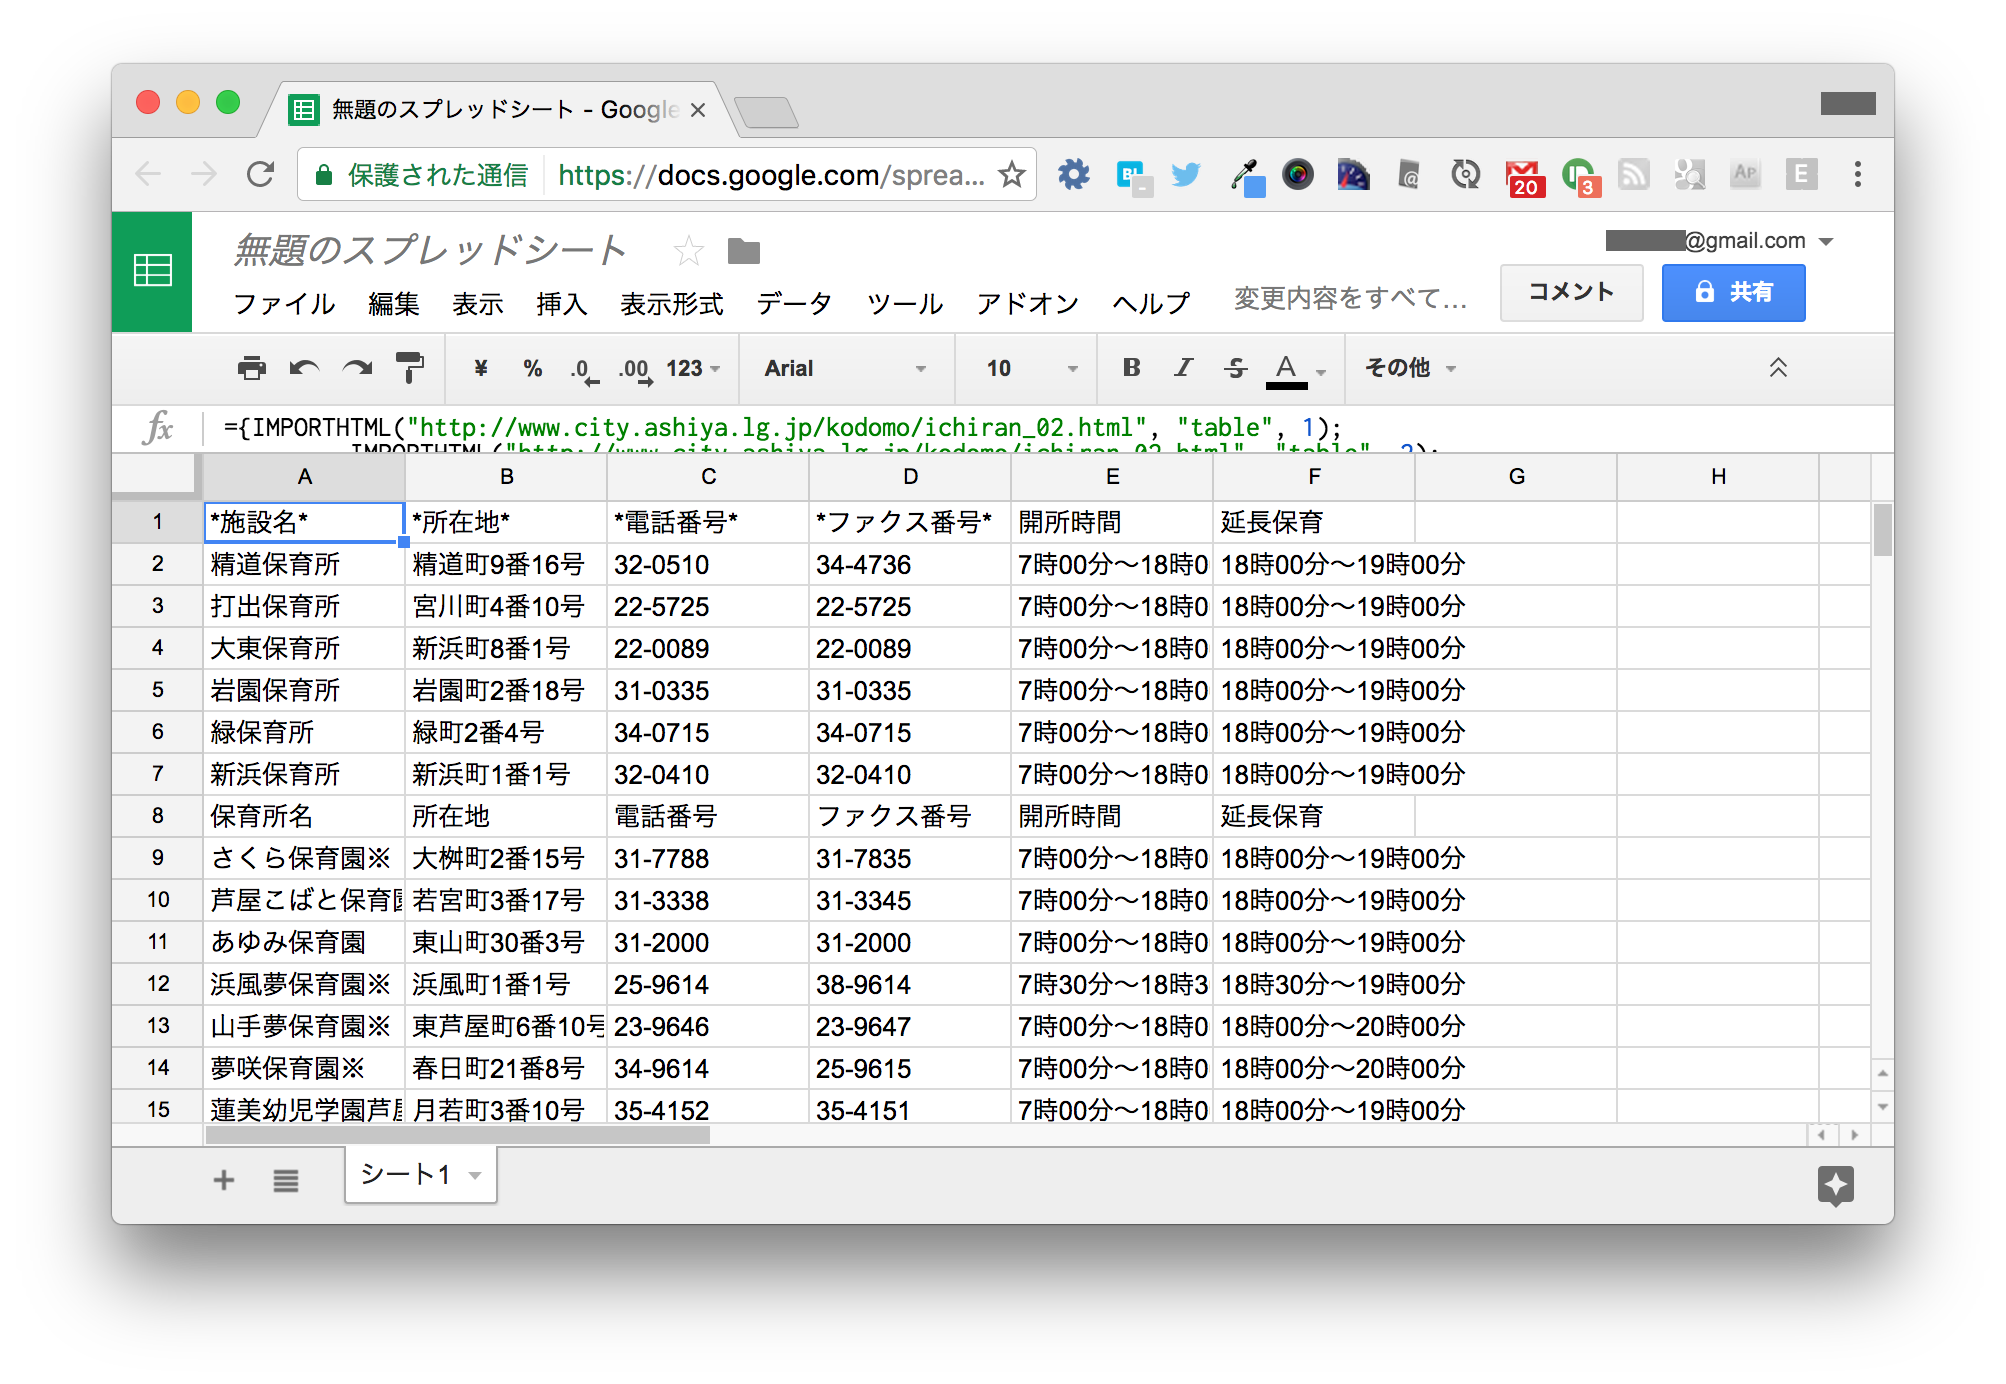 無題のスプレッドシート - Google
保護された通信 https://docs.google.com/sprea...
B! 20 3 AP E
無題のスプレッドシート @gmail.com
ファイル 編集 表示 挿入 表示形式 データ ツール アドオン ヘルプ 変更内容をすべて... コメント 共有
¥ % .0 .00 123 Arial 10 B I S A その他
fx ={IMPORTHTML("http://www.city.ashiya.lg.jp/kodomo/ichiran_02.html", "table", 1);
IMPORTHTML("http://www.city.ashiya.lg.jp/kodomo/ichiran_02.html", "table", 2);
A B C D E F G H
1 *施設名* *所在地* *電話番号* *ファクス番号* 開所時間 延長保育
2 精道保育所 精道町9番16号 32-0510 34-4736 7時00分〜18時0 18時00分〜19時00分
3 打出保育所 宮川町4番10号 22-5725 22-5725 7時00分〜18時0 18時00分〜19時00分
4 大東保育所 新浜町8番1号 22-0089 22-0089 7時00分〜18時0 18時00分〜19時00分
5 岩園保育所 岩園町2番18号 31-0335 31-0335 7時00分〜18時0 18時00分〜19時00分
6 緑保育所 緑町2番4号 34-0715 34-0715 7時00分〜18時0 18時00分〜19時00分
7 新浜保育所 新浜町1番1号 32-0410 32-0410 7時00分〜18時0 18時00分〜19時00分
8 保育所名 所在地 電話番号 ファクス番号 開所時間 延長保育
9 さくら保育園※ 大桝町2番15号 31-7788 31-7835 7時00分〜18時0 18時00分〜19時00分
10 芦屋こばと保育園 若宮町3番17号 31-3338 31-3345 7時00分〜18時0 18時00分〜19時00分
11 あゆみ保育園 東山町30番3号 31-2000 31-2000 7時00分〜18時0 18時00分〜19時00分
12 浜風夢保育園※ 浜風町1番1号 25-9614 38-9614 7時30分〜18時3 18時30分〜19時00分
13 山手夢保育園※ 東芦屋町6番10号 23-9646 23-9647 7時00分〜18時0 18時00分〜20時00分
14 夢咲保育園※ 春日町21番8号 34-9614 25-9615 7時00分〜18時0 18時00分〜20時00分
15 蓮美幼児学園芦屋 月若町3番10号 35-4152 35-4151 7時00分〜18時0 18時00分〜19時00分
シート1